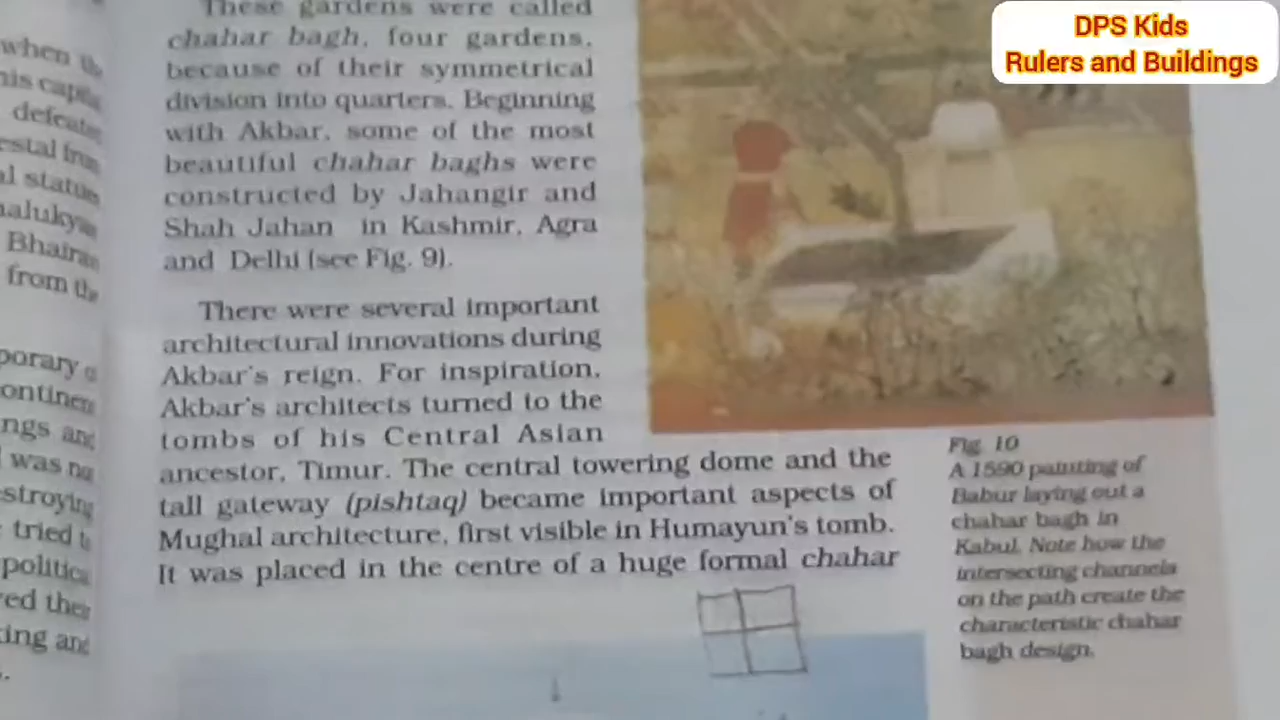 DPS Kids
Rulers and Buildings
when
his
defeated
from the
These gardens were called
chahar bagh, four gardens,
because of their symmetrical
division into quarters. Beginning
with Akbar, some of the most
beautiful chahar baghs were
constructed by Jahangir and
Shah Jahan in Kashmir, Agra
and Delhi (see Fig. 9).
There were several important
architectural innovations during
Akbar's reign. For inspiration,
Akbar's architects turned to the
tombs of his Central Asian
ancestor, Timur. The central towering dome and the
tall gateway (pishtaq) became important aspects of
Mughal architecture, first visible in Humayun's tomb.
It was placed in the centre of a huge formal chahar
Fig. 10
A 1590 painting of
Babur laying out a
chahar bagh in
Kabul. Note how the
intersecting channels
on the path create the
characteristic chahar
bagh design.